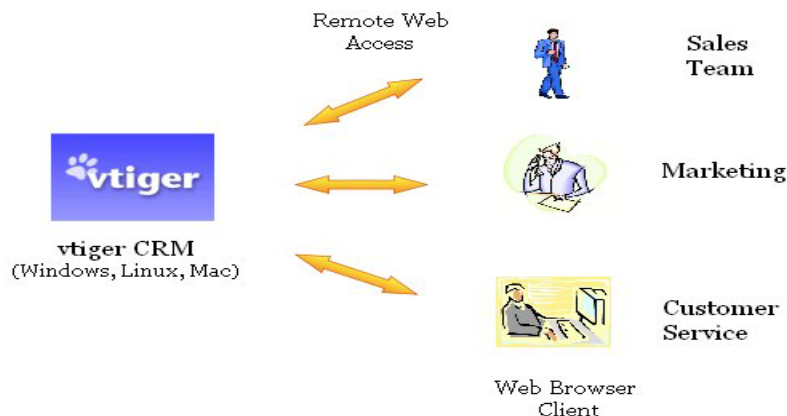 Remote Web
Access
Sales
Team
vtiger
Marketing
vtiger CRM
(Windows, Linux, Mac)
Customer
Service
Web Browser
Client